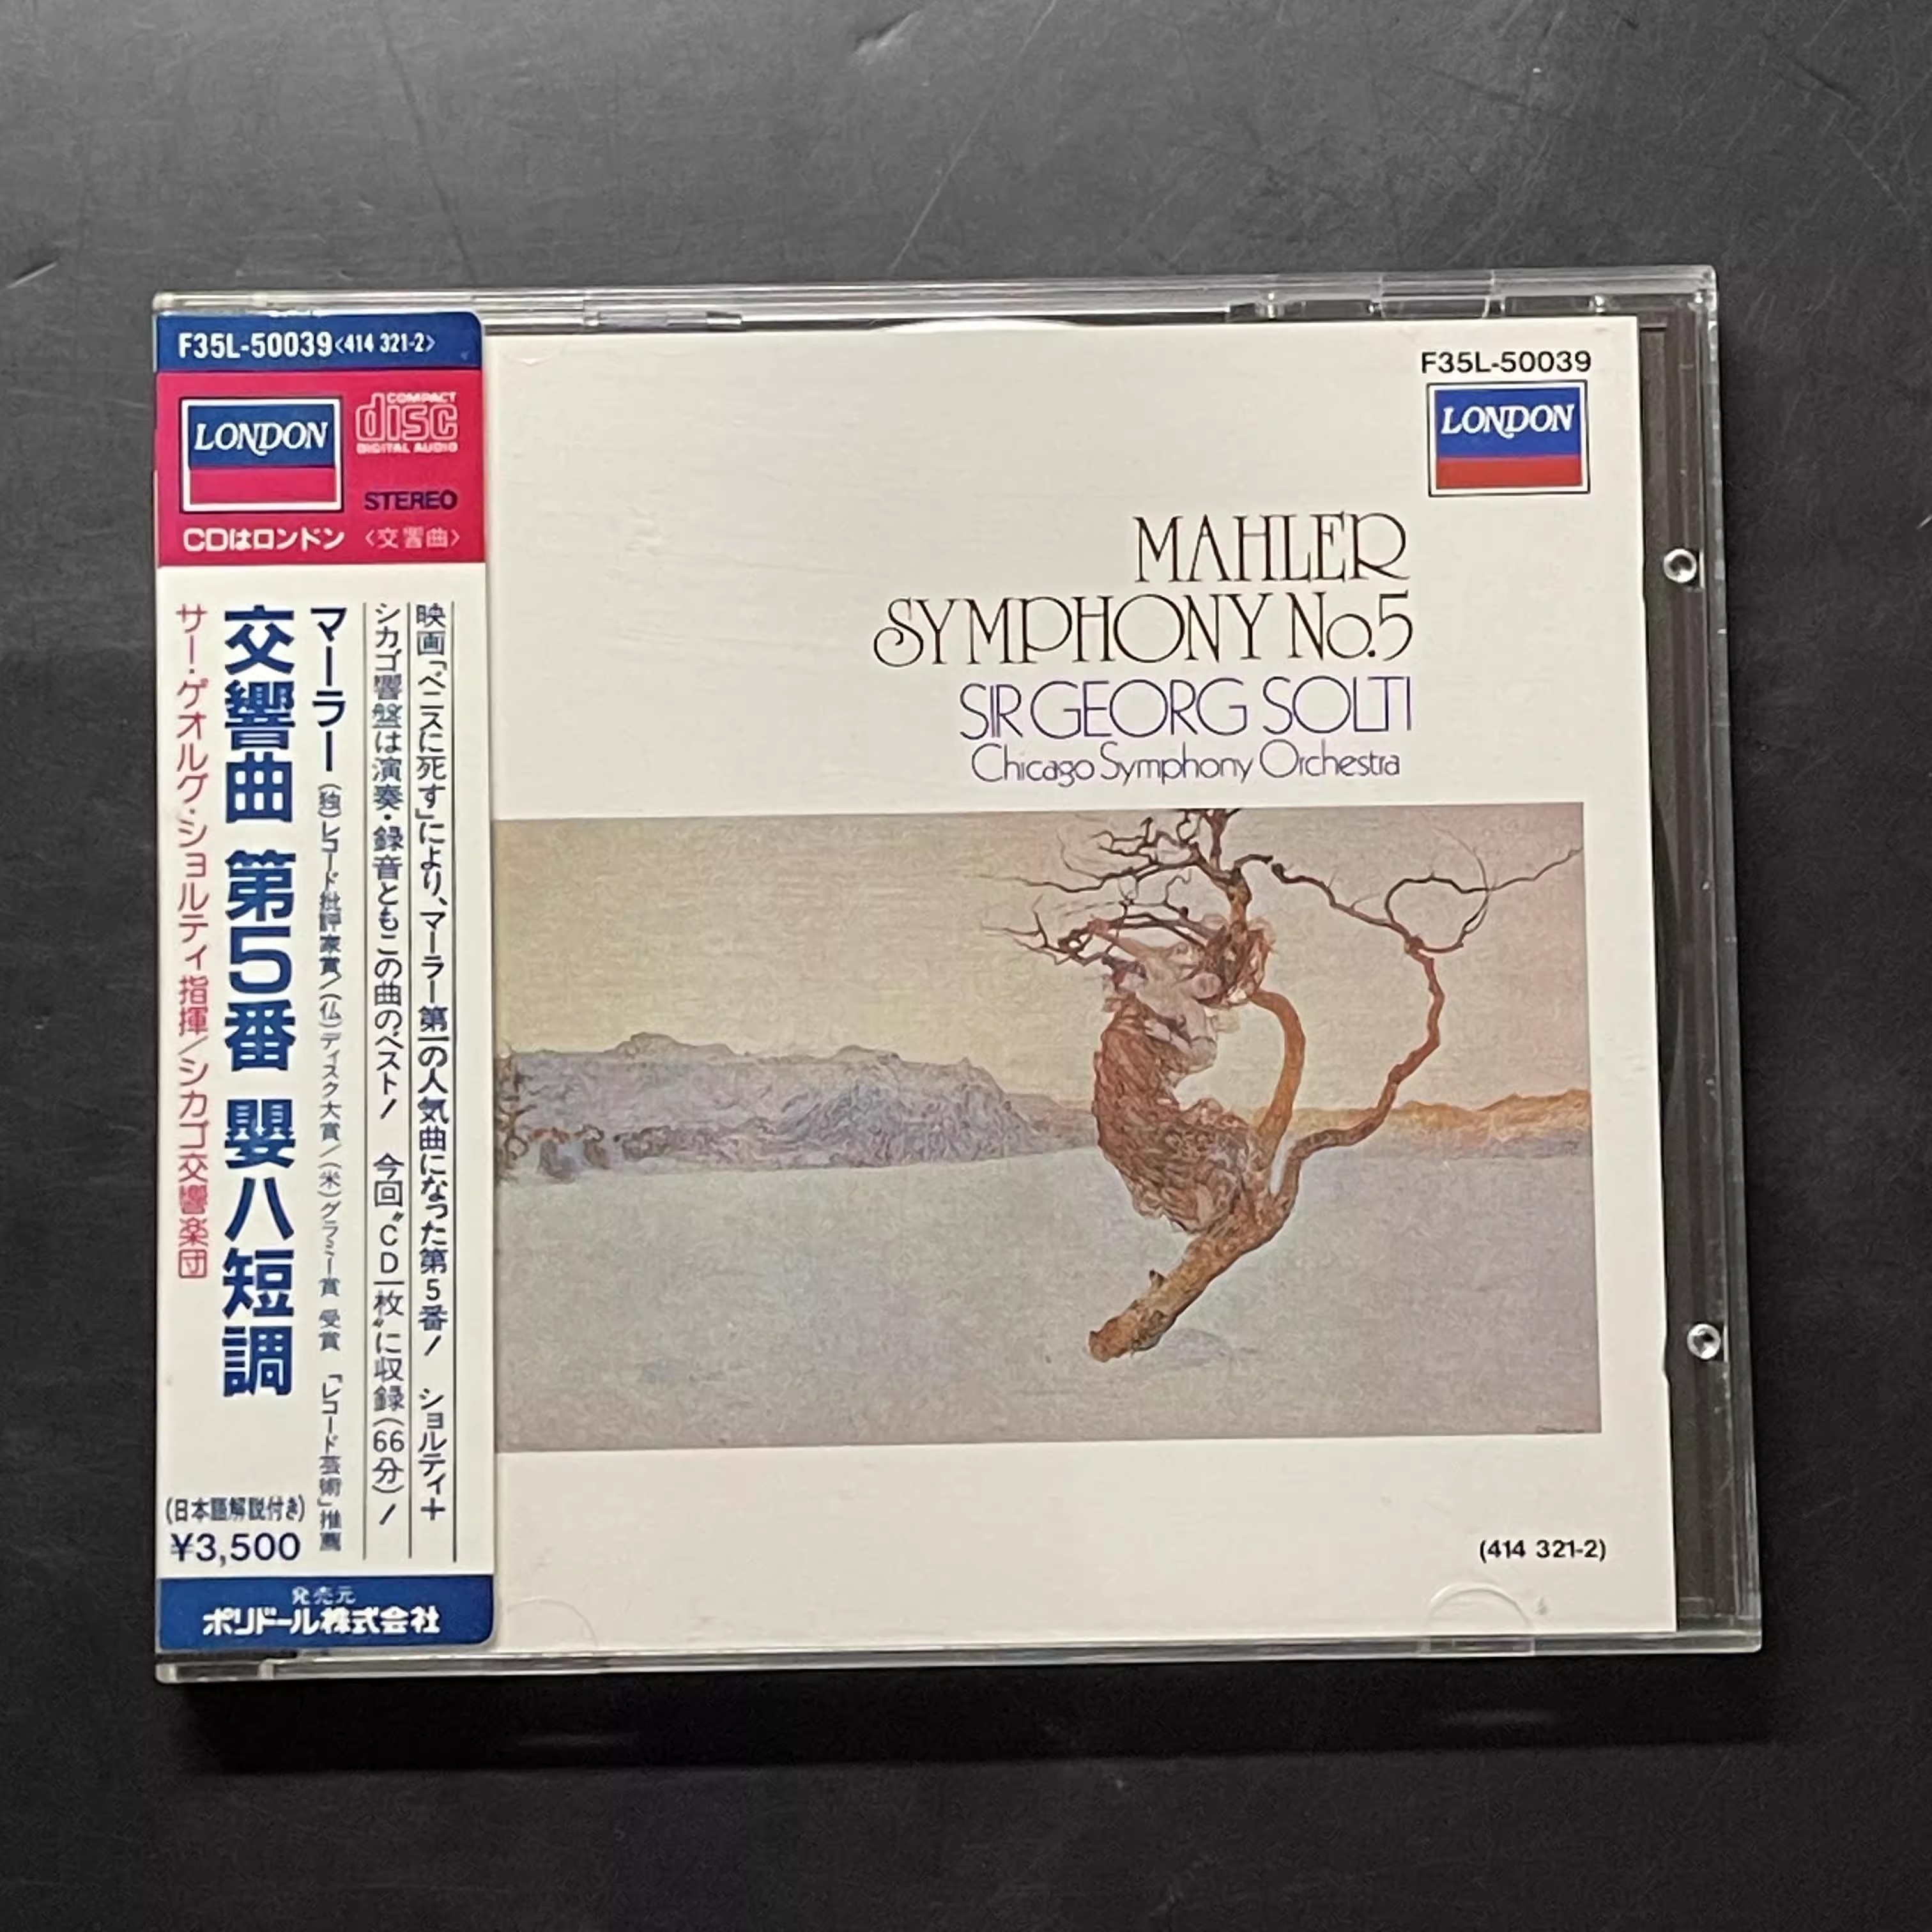 F35L-50039<414 321-2>
LONDON
COMPACT
disc
DIGITAL AUDIO
STEREO
CDはロンドン
〈交響曲〉
映画「ベニスに死す」により、マーラー第一の人気曲になった第5番! ショルティ+
シカゴ響盤は演奏・録音ともこの曲のベスト! 今回〝CD一枚〟に収録(66分)!
マーラー (独)レコード批評家賞/(仏)ディスク大賞/(米)グラミー賞 受賞 「レコード芸術」推薦
交響曲 第5番 嬰ハ短調
サー・ゲオルグ・ショルティ指揮/シカゴ交響楽団
(日本語解説付き)
¥3,500
発売元
ポリドール株式会社
F35L-50039
LONDON
MAHLER
SYMPHONY No.5
SIR GEORG SOLTI
Chicago Symphony Orchestra
(414 321-2)